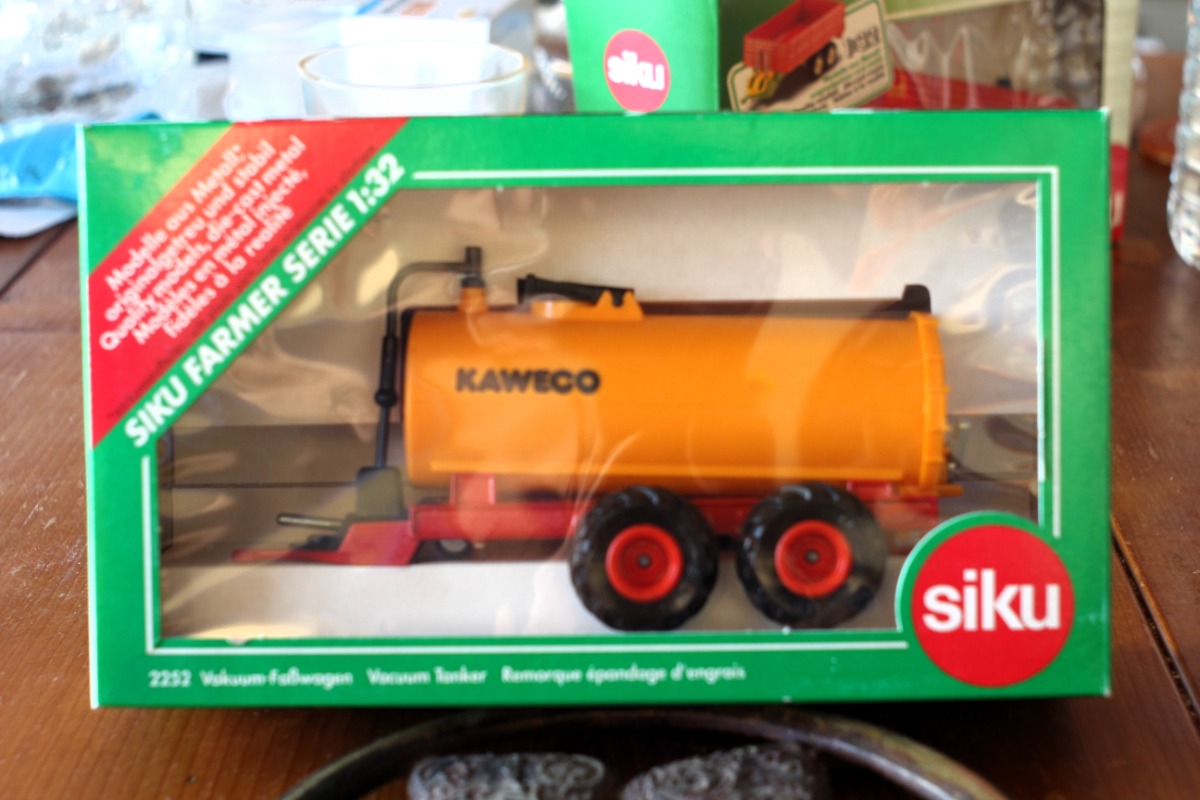 siku
Modelle aus Metall,
originalgetreu und stabil
Quality models, die-cast metal
Modèles en métal injecté,
fidèles à la realité
SIKU FARMER SERIE 1:32
KAWECO
siku
2252 Vakuum-Faßwagen Vacuum Tanker Remorque épandage d'engrais